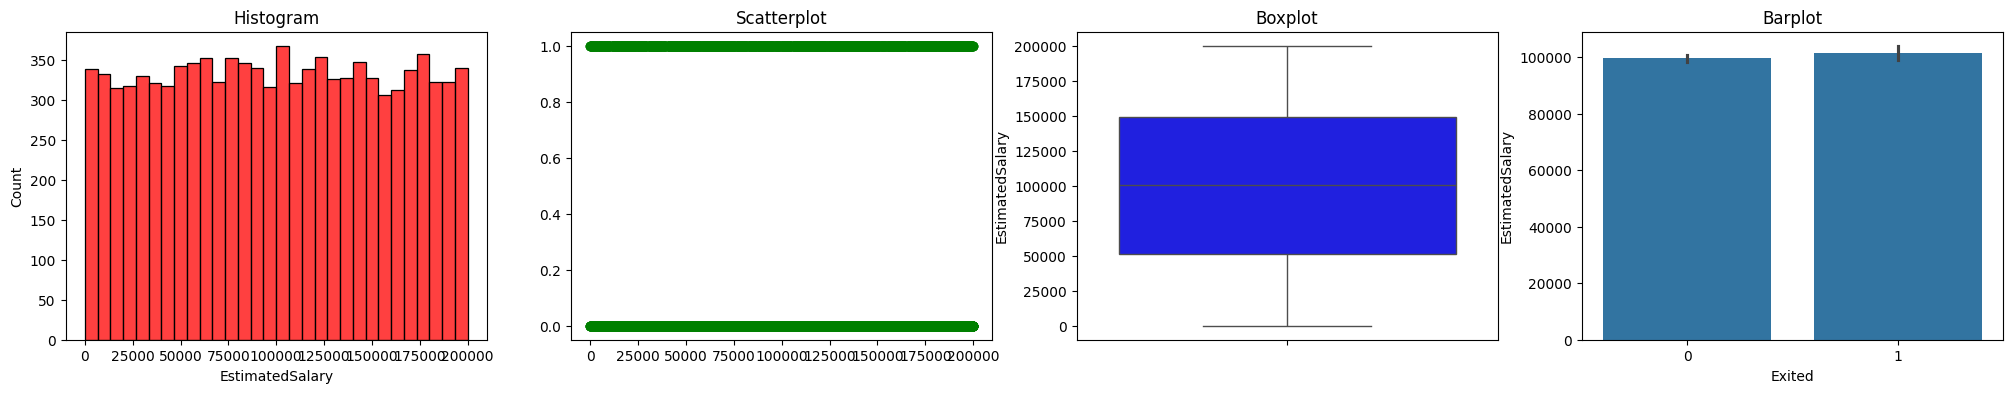 Histogram
350
300
250
200
150
100
50
0
Count
0 25000 50000 75000 100000 125000 150000 175000 200000
EstimatedSalary
Scatterplot
1.0
0.8
0.6
0.4
0.2
0.0
0 25000 50000 75000 100000 125000 150000 175000 200000
Boxplot
200000
175000
150000
125000
100000
75000
50000
25000
0
EstimatedSalary
Barplot
100000
80000
60000
40000
20000
0
EstimatedSalary
0 1
Exited